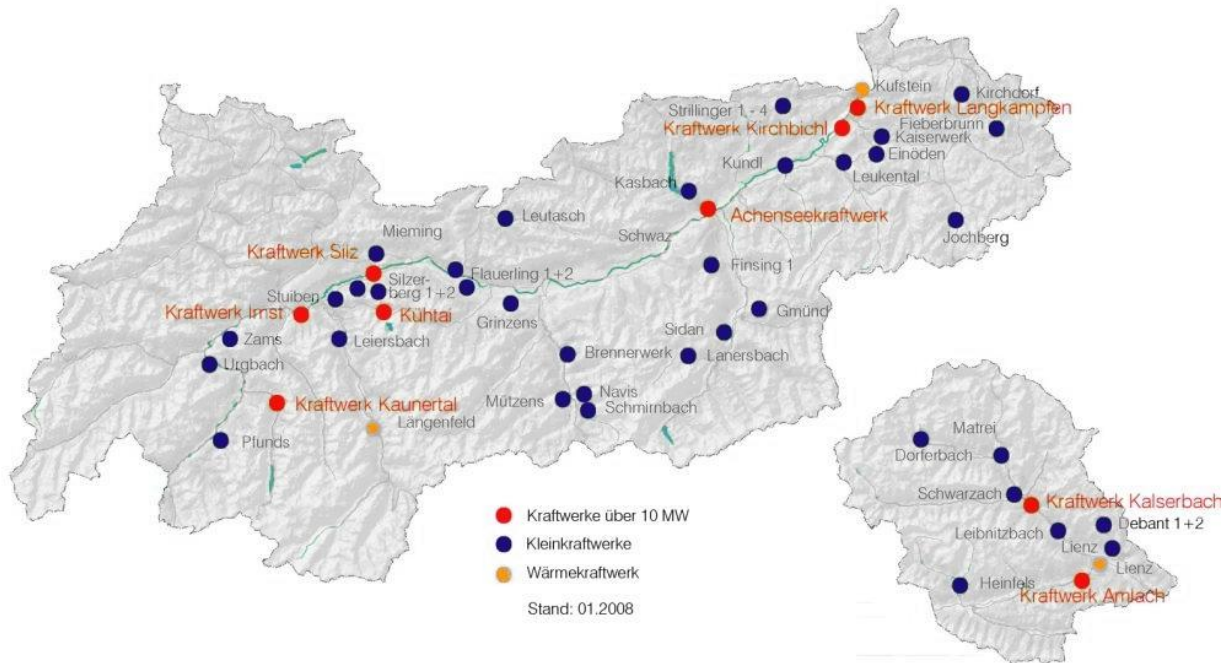 Kufstein
Kirchdorf
Strillinger 1 - 4
Kraftwerk Langkampfen
Kraftwerk Kirchbichl
Fieberbrunn
Kaiserwerk
Einöden
Kundl
Leukental
Kasbach
Achenseekraftwerk
Leutasch
Jochberg
Schwaz
Mieming
Kraftwerk Silz
Finsing 1
Flauerling 1+2
Silzer-
berg 1+2
Stuiben
Kraftwerk Imst
Kühtai
Grinzens
Gmünd
Sidan
Zams
Leiersbach
Brennerwerk
Lanersbach
Urgbach
Navis
Mützens
Kraftwerk Kaunertal
Schmirnbach
Längenfeld
Pfunds
Matrei
Dorferbach
Schwarzach
Kraftwerk Kalserbach
Leibnitzbach
Debant 1+2
Lienz
Lienz
Heinfels
Kraftwerk Amlach
Kraftwerke über 10 MW
Kleinkraftwerke
Wärmekraftwerk
Stand: 01.2008